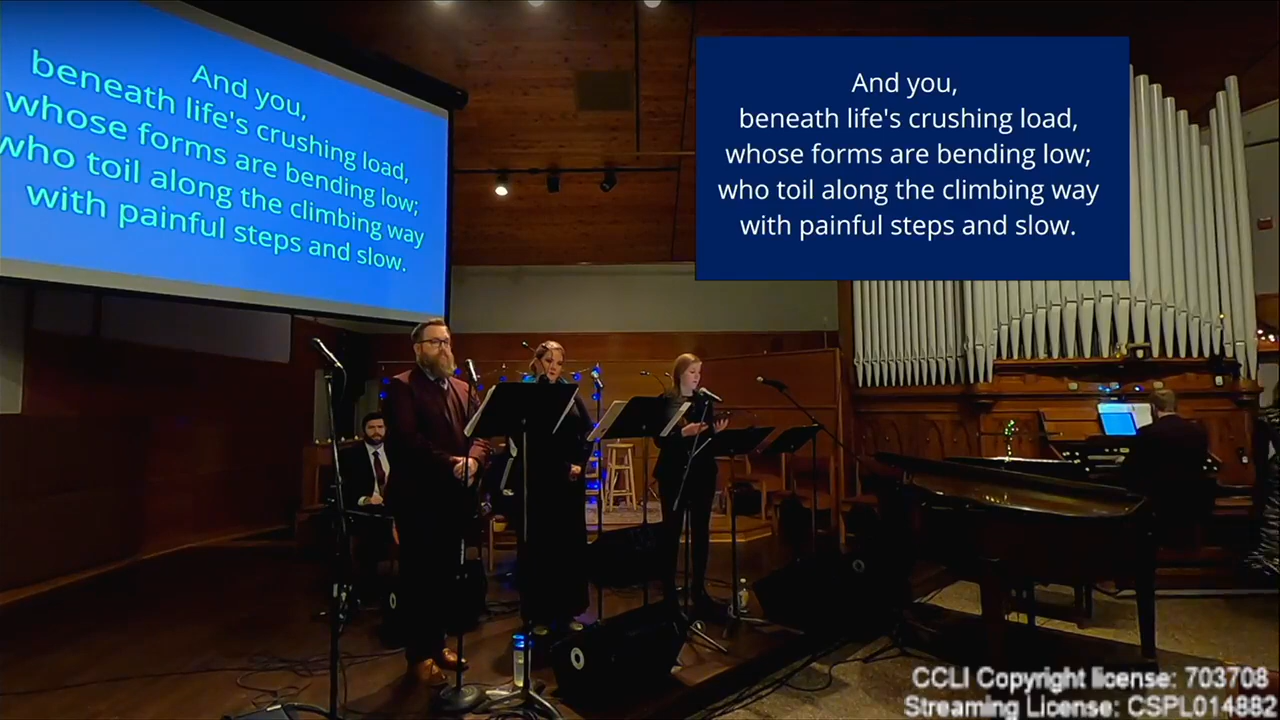 And you,
beneath life's crushing load,
whose forms are bending low;
who toil along the climbing way
with painful steps and slow.
And you,
beneath life's crushing load,
whose forms are bending low;
who toil along the climbing way
with painful steps and slow.
CCLI Copyright license: 703708
Streaming License: CSPL014882